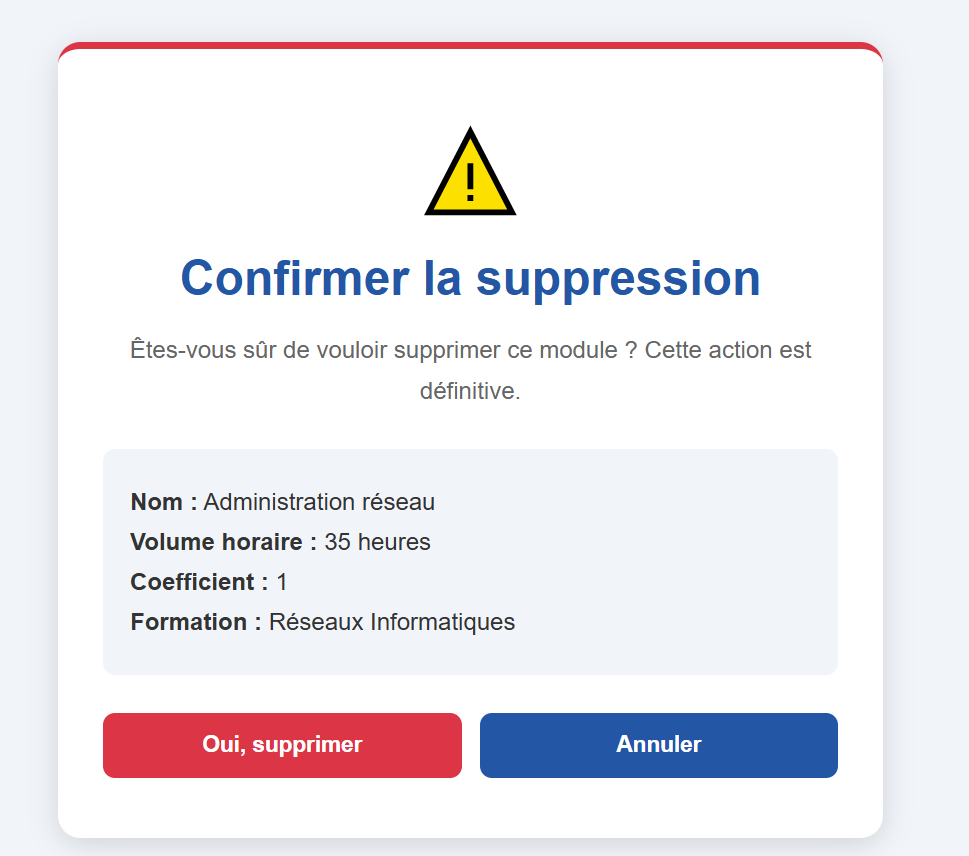 Confirmer la suppression
Êtes-vous sûr de vouloir supprimer ce module ? Cette action est
définitive.
Nom : Administration réseau
Volume horaire : 35 heures
Coefficient : 1
Formation : Réseaux Informatiques
Oui, supprimer
Annuler